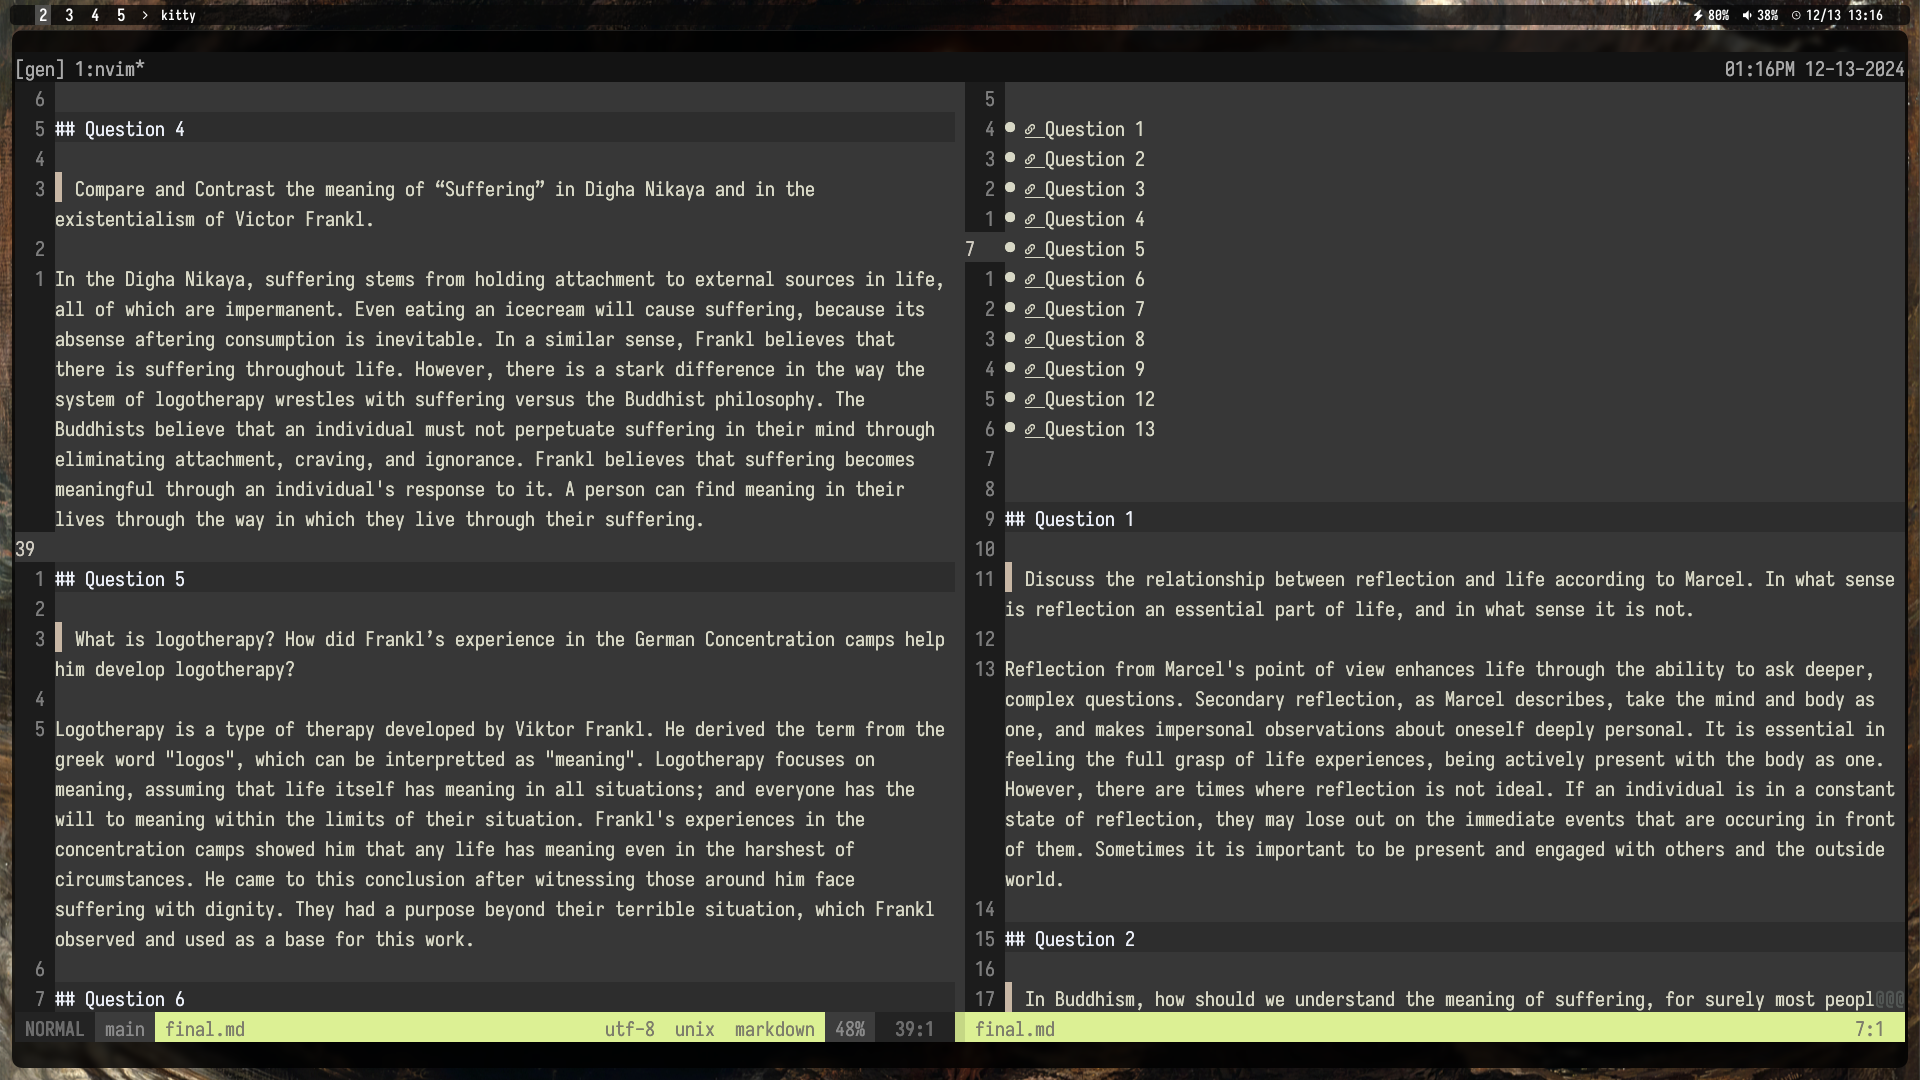 2 3 4 5 > kitty
80% 38% 12/13 13:16
[gen] 1:nvim*
01:16PM 12-13-2024
6
5 ## Question 4
4
3 Compare and Contrast the meaning of “Suffering” in Digha Nikaya and in the
existentialism of Victor Frankl.
2
1 In the Digha Nikaya, suffering stems from holding attachment to external sources in life,
all of which are impermanent. Even eating an icecream will cause suffering, because its
absense aftering consumption is inevitable. In a similar sense, Frankl believes that
there is suffering throughout life. However, there is a stark difference in the way the
system of logotherapy wrestles with suffering versus the Buddhist philosophy. The
Buddhists believe that an individual must not perpetuate suffering in their mind through
eliminating attachment, craving, and ignorance. Frankl believes that suffering becomes
meaningful through an individual's response to it. A person can find meaning in their
lives through the way in which they live through their suffering.
39
1 ## Question 5
2
3 What is logotherapy? How did Frankl’s experience in the German Concentration camps help
him develop logotherapy?
4
5 Logotherapy is a type of therapy developed by Viktor Frankl. He derived the term from the
greek word "logos", which can be interpretted as "meaning". Logotherapy focuses on
meaning, assuming that life itself has meaning in all situations; and everyone has the
will to meaning within the limits of their situation. Frankl's experiences in the
concentration camps showed him that any life has meaning even in the harshest of
circumstances. He came to this conclusion after witnessing those around him face
suffering with dignity. They had a purpose beyond their terrible situation, which Frankl
observed and used as a base for this work.
6
7 ## Question 6
NORMAL main final.md utf-8 unix markdown 48% 39:1
5
4 Question 1
3 Question 2
2 Question 3
1 Question 4
7 Question 5
1 Question 6
2 Question 7
3 Question 8
4 Question 9
5 Question 12
6 Question 13
7
8
9 ## Question 1
10
11 Discuss the relationship between reflection and life according to Marcel. In what sense
is reflection an essential part of life, and in what sense it is not.
12
13 Reflection from Marcel's point of view enhances life through the ability to ask deeper,
complex questions. Secondary reflection, as Marcel describes, take the mind and body as
one, and makes impersonal observations about oneself deeply personal. It is essential in
feeling the full grasp of life experiences, being actively present with the body as one.
However, there are times where reflection is not ideal. If an individual is in a constant
state of reflection, they may lose out on the immediate events that are occuring in front
of them. Sometimes it is important to be present and engaged with others and the outside
world.
14
15 ## Question 2
16
17 In Buddhism, how should we understand the meaning of suffering, for surely most peopl@@@
final.md 7:1